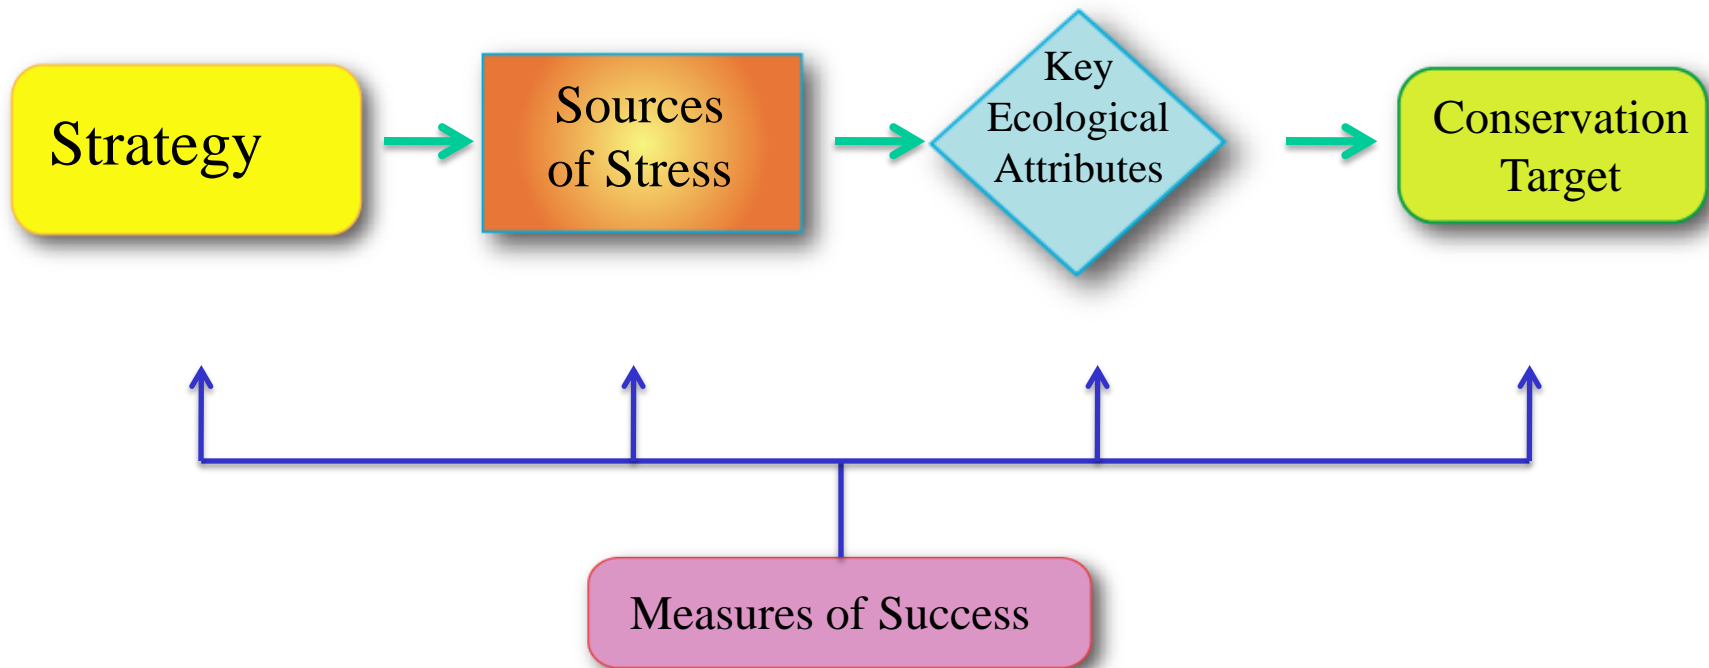 Strategy
Sources
of Stress
Key
Ecological
Attributes
Conservation
Target
Measures of Success